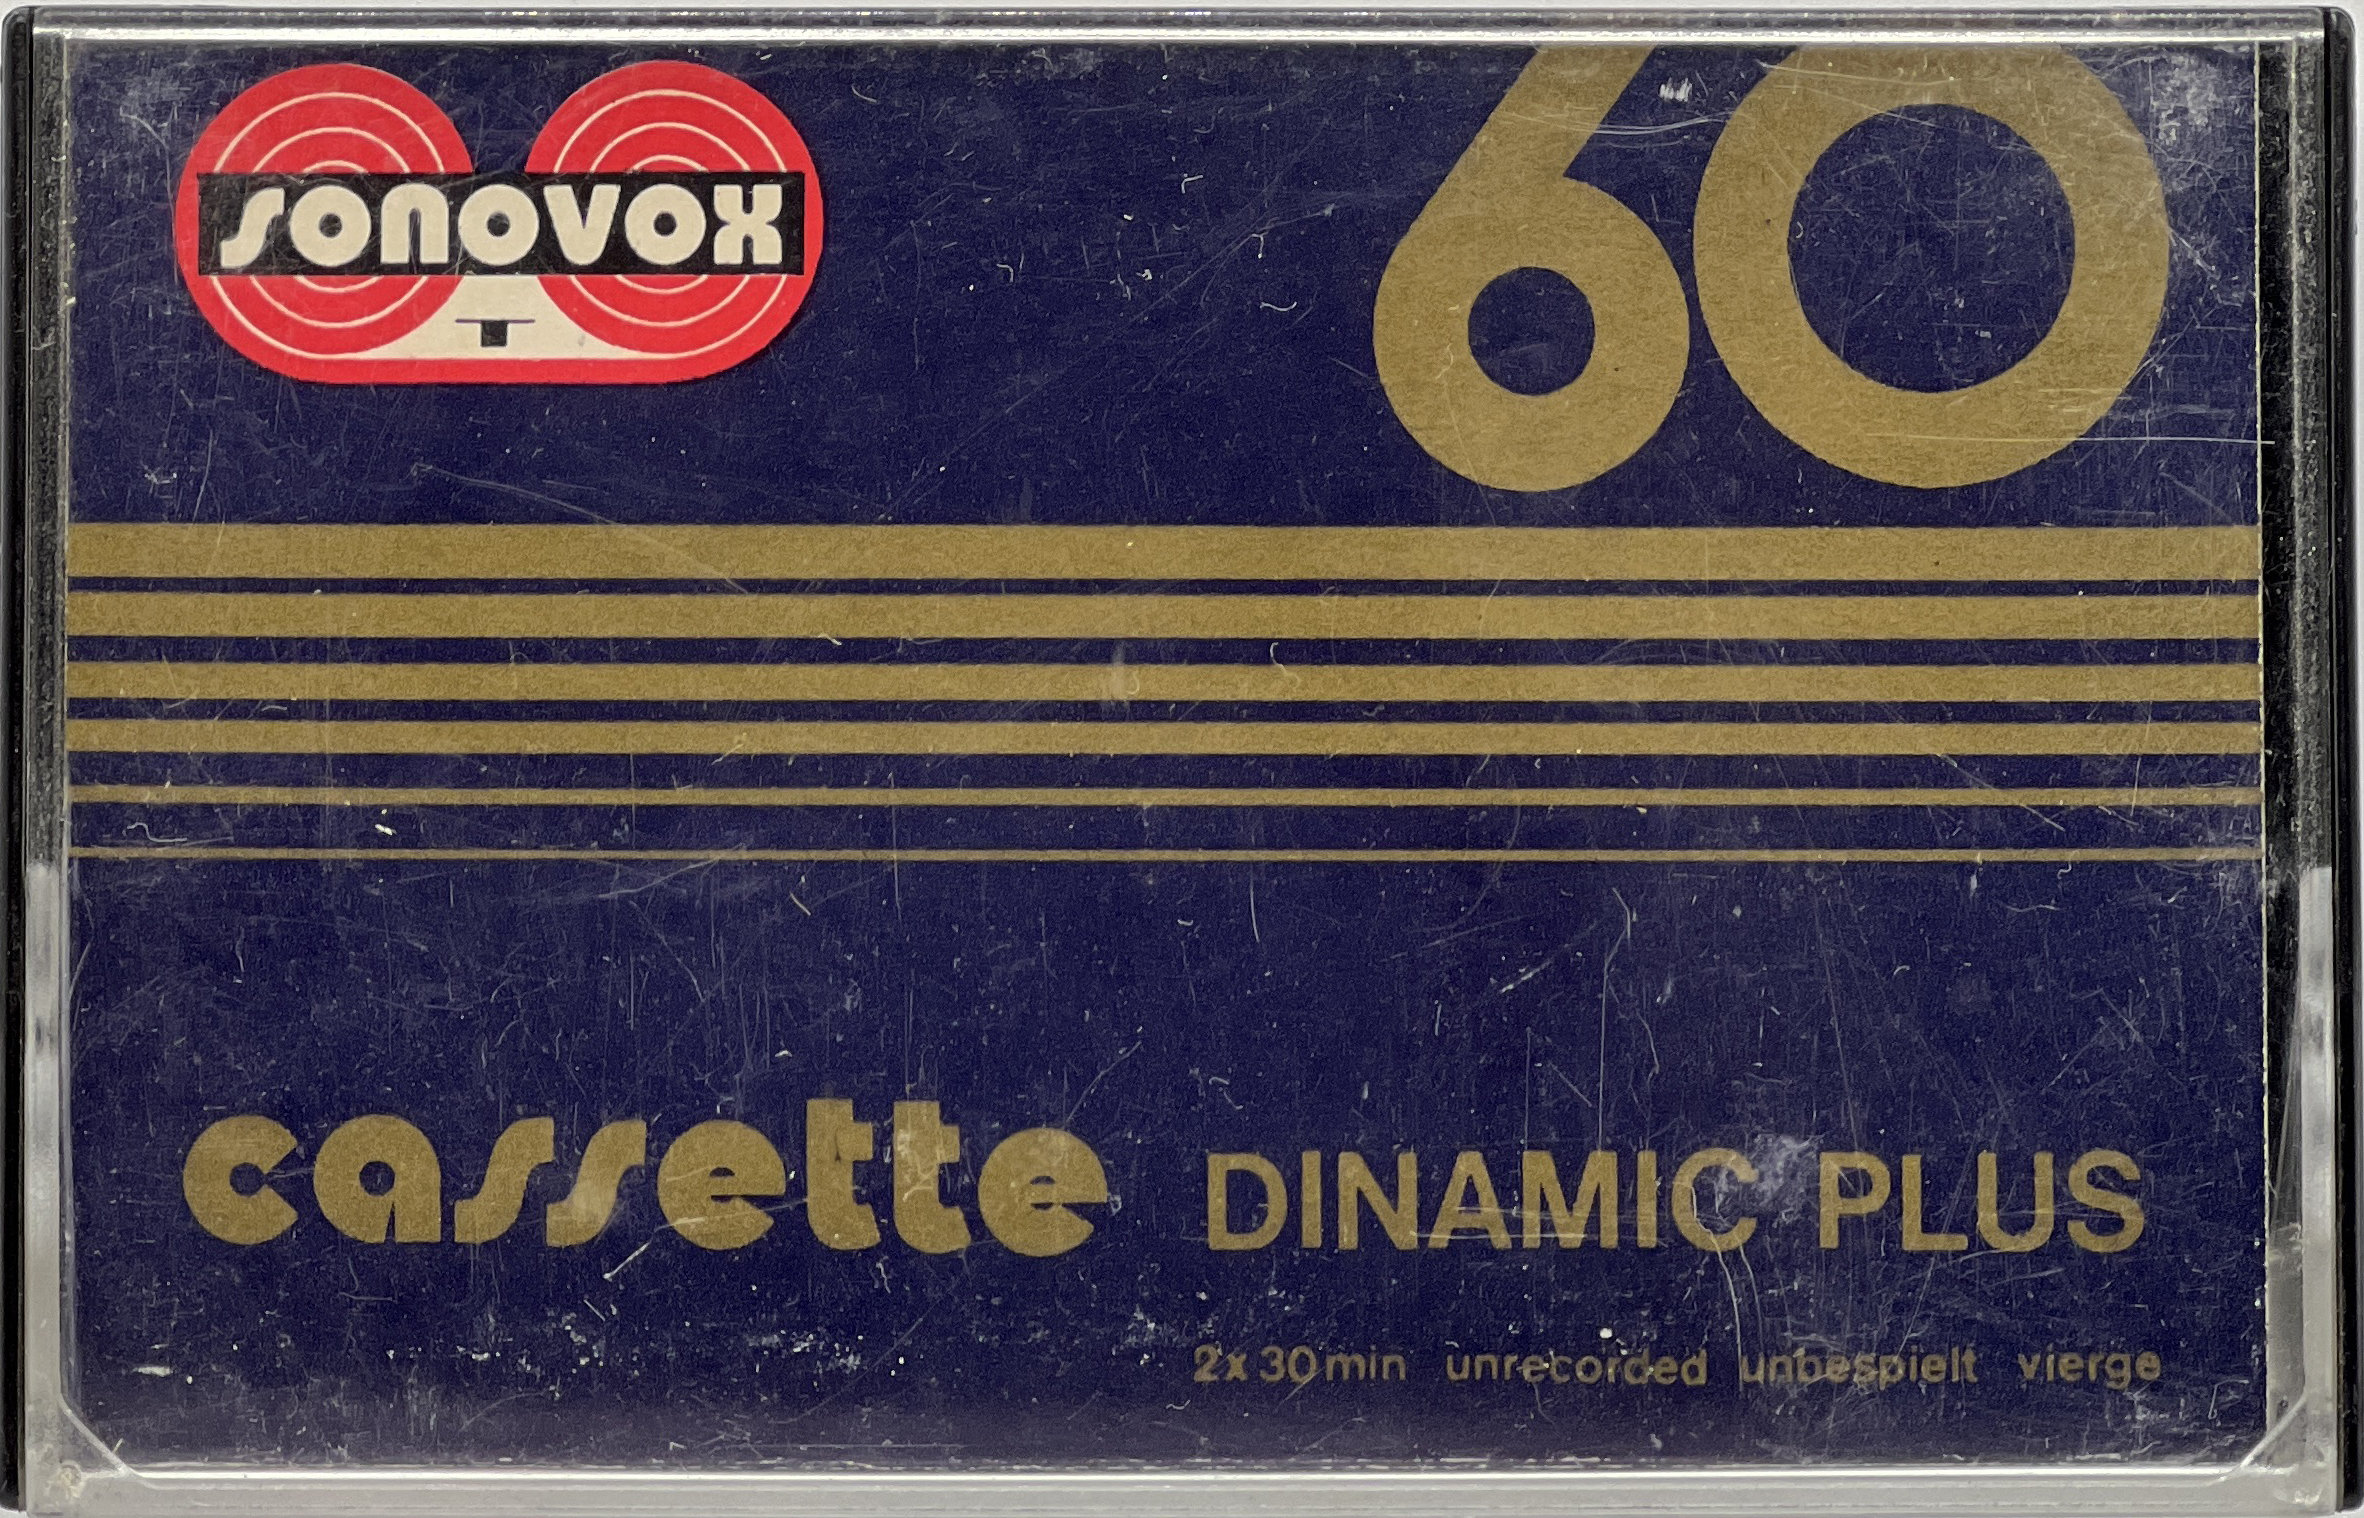 sonovox
60
cassette DINAMIC PLUS
2x30min unrecorded unbespielt vierge